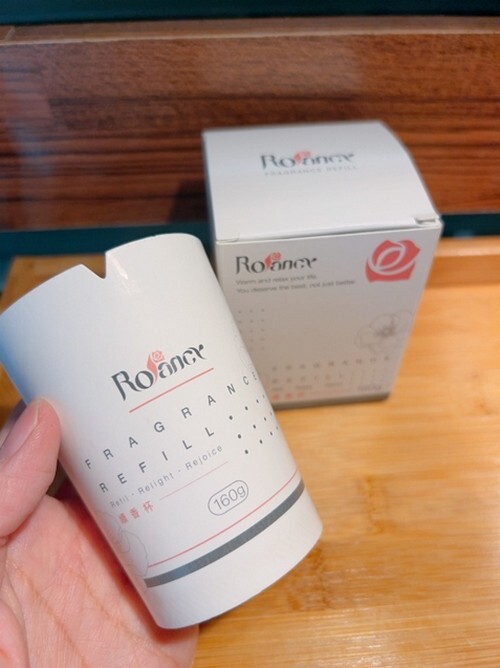 Rosancy
FRAGRANCE REFILL
Rosancy
Warm and relax your life.
You deserve the best, not just better.
Rosancy
FRAGRANCE
REFILL
Refill · Relight · Rejoice
160g